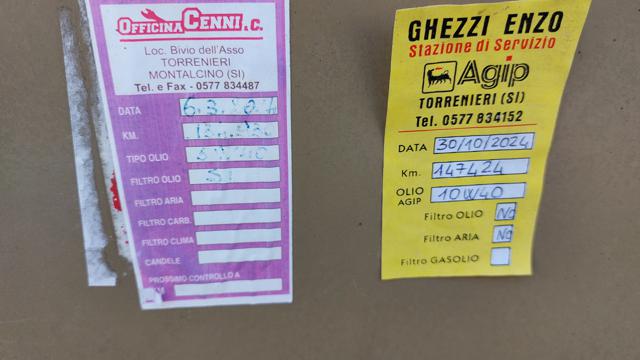 OFFICINA CENNI & C.
Loc. Bivio dell'Asso
TORRENIERI
MONTALCINO (SI)
Tel. e Fax - 0577 834487
DATA
KM.
TIPO OLIO
FILTRO OLIO SI
FILTRO ARIA
FILTRO CARB.
FILTRO CLIMA
CANDELE
PROSSIMO CONTROLLO A
KM
GHEZZI ENZO
Stazione di Servizio
Agip
TORRENIERI (SI)
Tel. 0577 834152
DATA 30/10/2024
Km. 147424
OLIO AGIP 10W40
Filtro OLIO NO
Filtro ARIA NO
Filtro GASOLIO